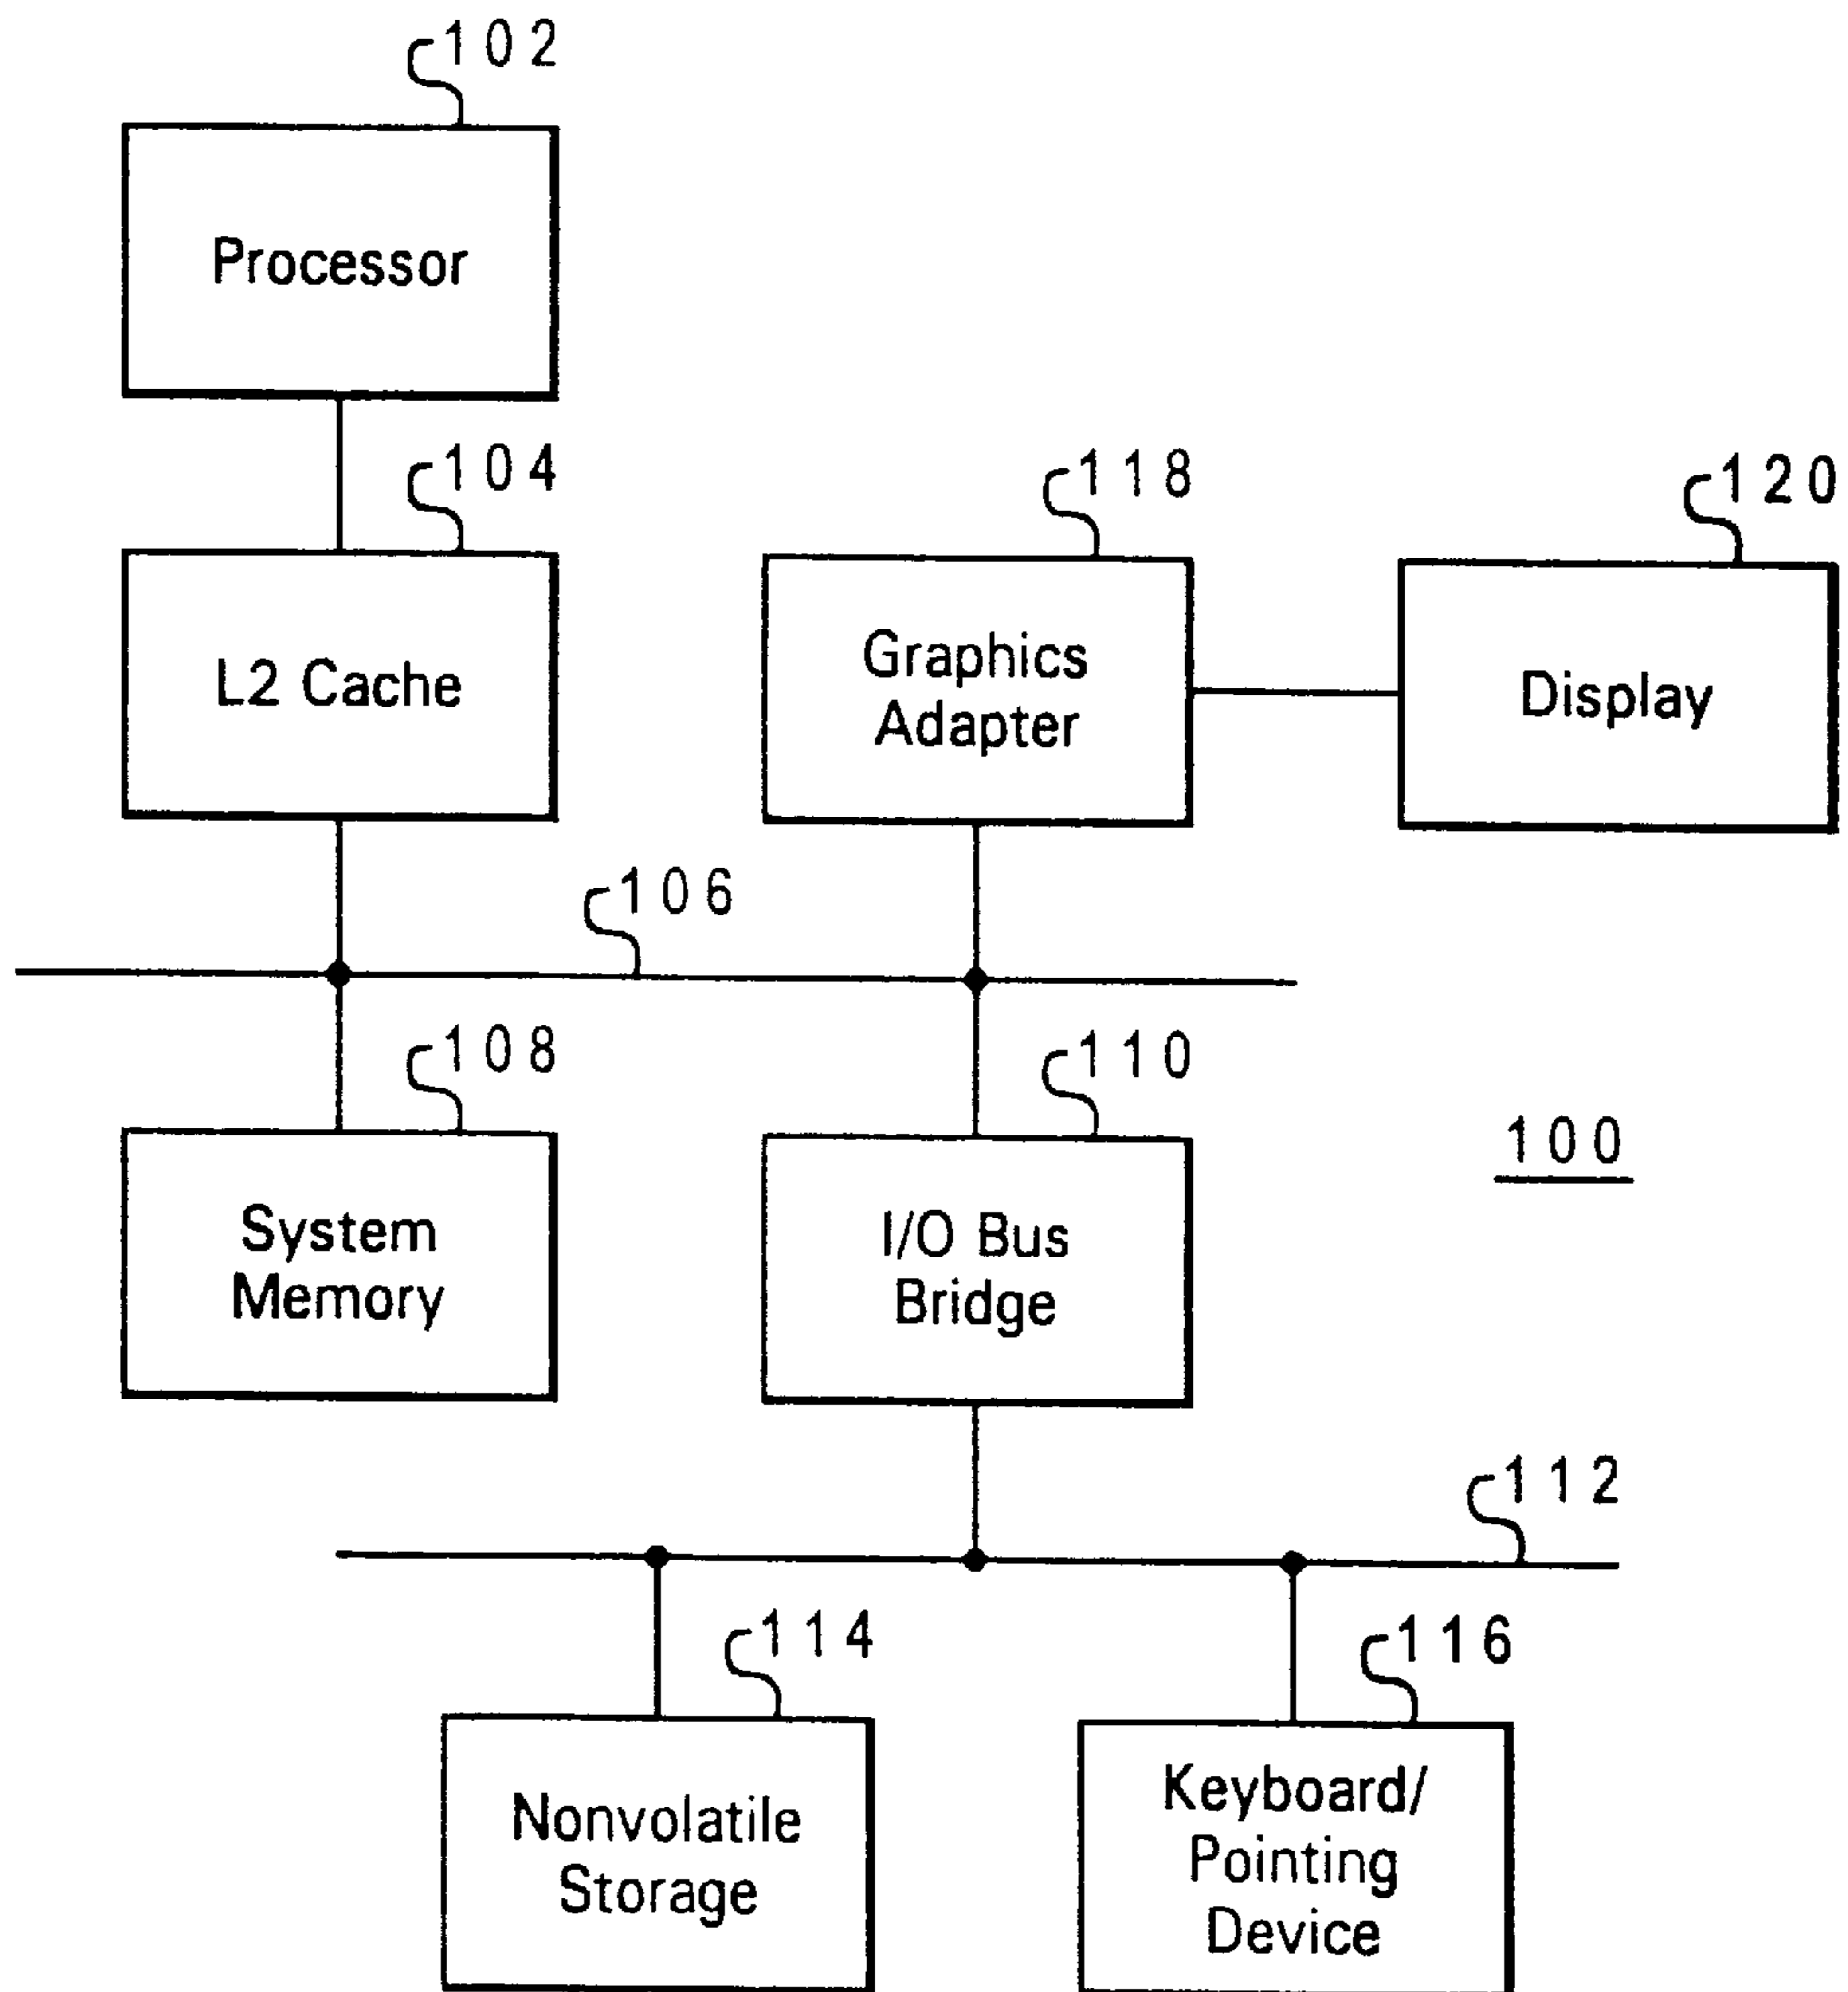 102
Processor
104
118
120
L2 Cache
Graphics
Adapter
Display
106
108
110
100
System
Memory
I/O Bus
Bridge
112
114
116
Nonvolatile
Storage
Keyboard/
Pointing
Device